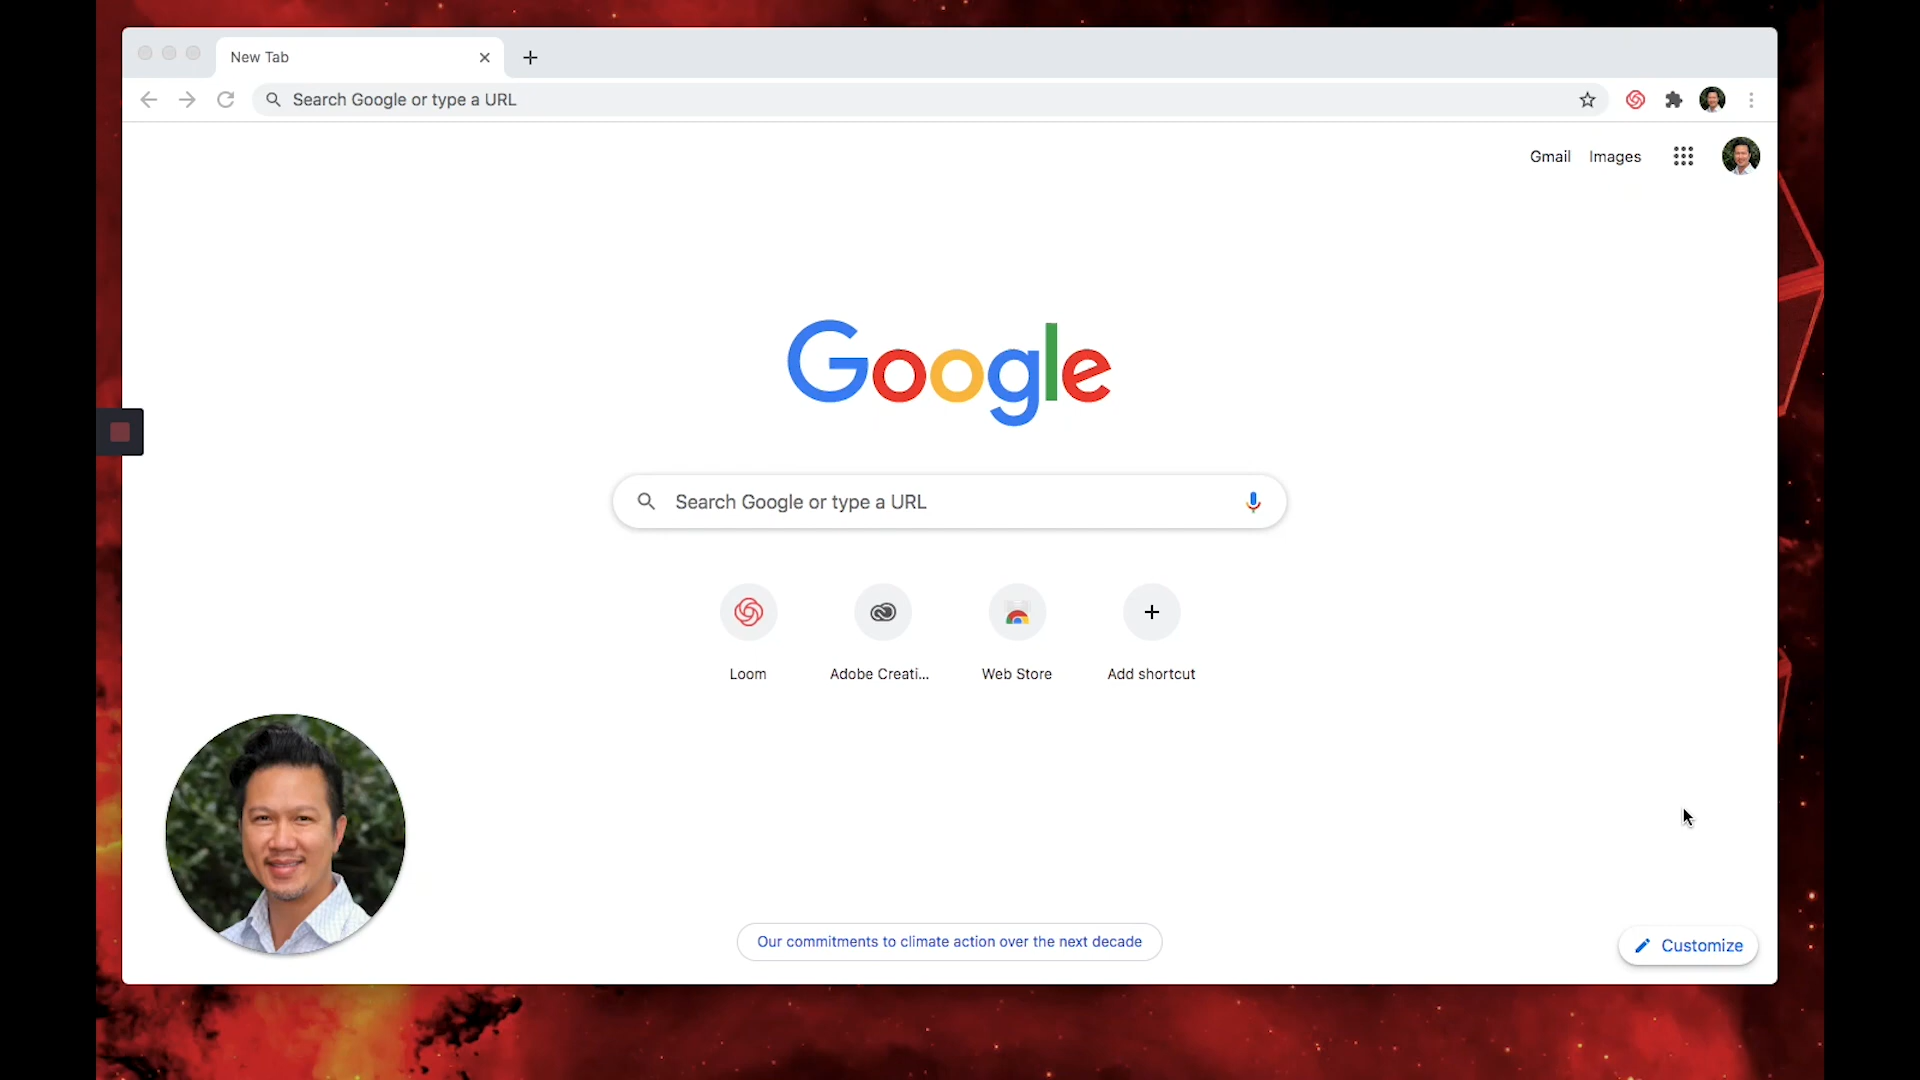 New Tab
Search Google or type a URL
Gmail Images
Google
Search Google or type a URL
Loom
Adobe Creati...
Web Store
Add shortcut
Our commitments to climate action over the next decade
Customize